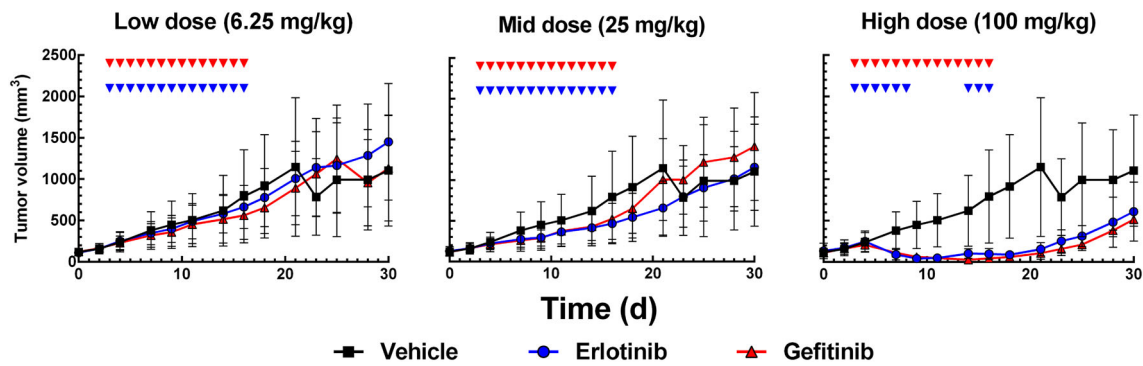 Low dose (6.25 mg/kg)
Mid dose (25 mg/kg)
High dose (100 mg/kg)
Tumor volume (mm³)
2500
2000
1500
1000
500
0
0 10 20 30
0 10 20 30
0 10 20 30
Time (d)
Vehicle Erlotinib Gefitinib